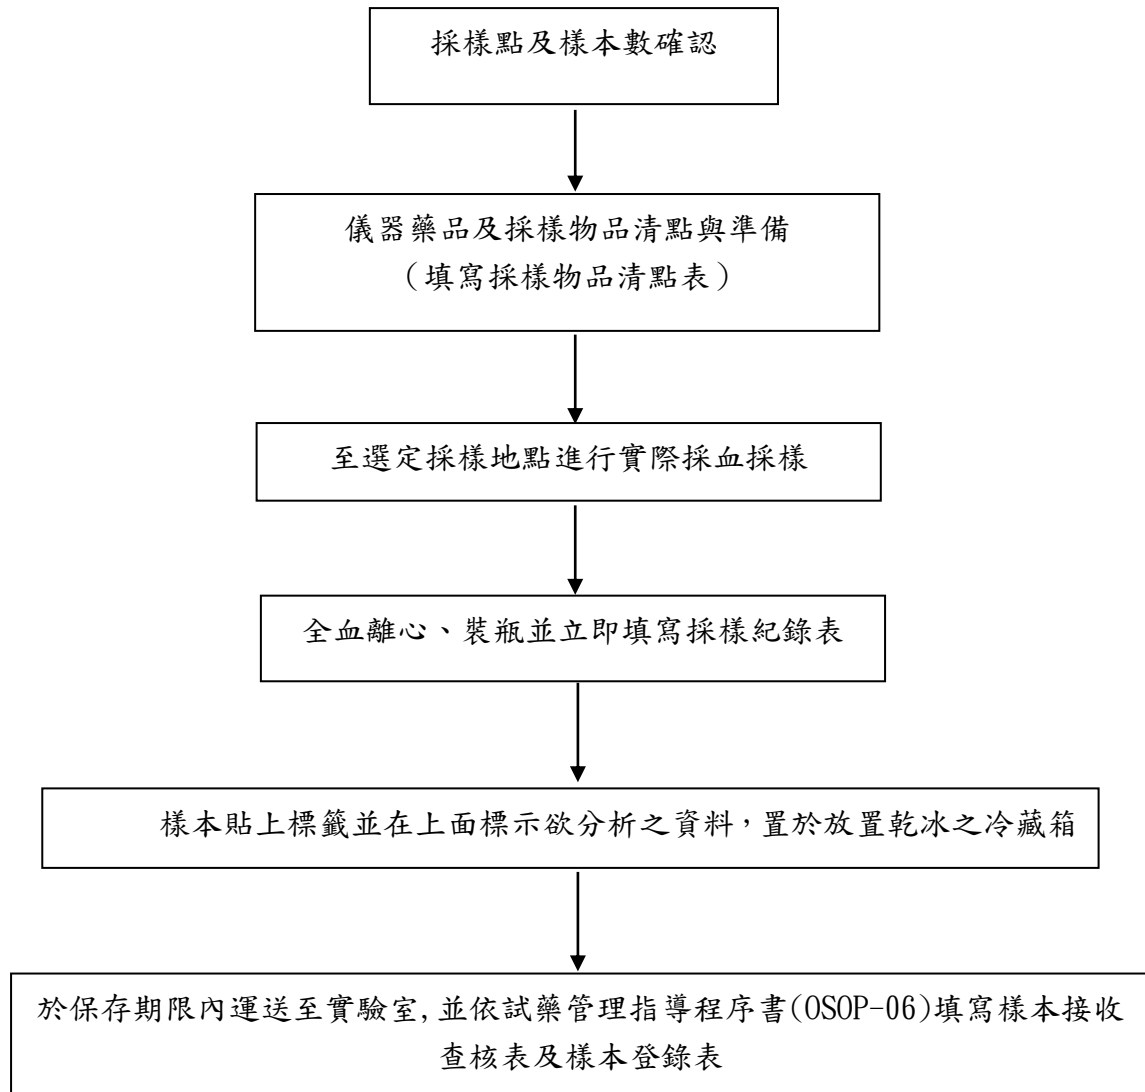 採樣點及樣本數確認
儀器藥品及採樣物品清點與準備
（填寫採樣物品清點表）
至選定採樣地點進行實際採血採樣
全血離心、裝瓶並立即填寫採樣紀錄表
樣本貼上標籤並在上面標示欲分析之資料，置於放置乾冰之冷藏箱
於保存期限內運送至實驗室,並依試藥管理指導程序書(OSOP-06)填寫樣本接收
查核表及樣本登錄表